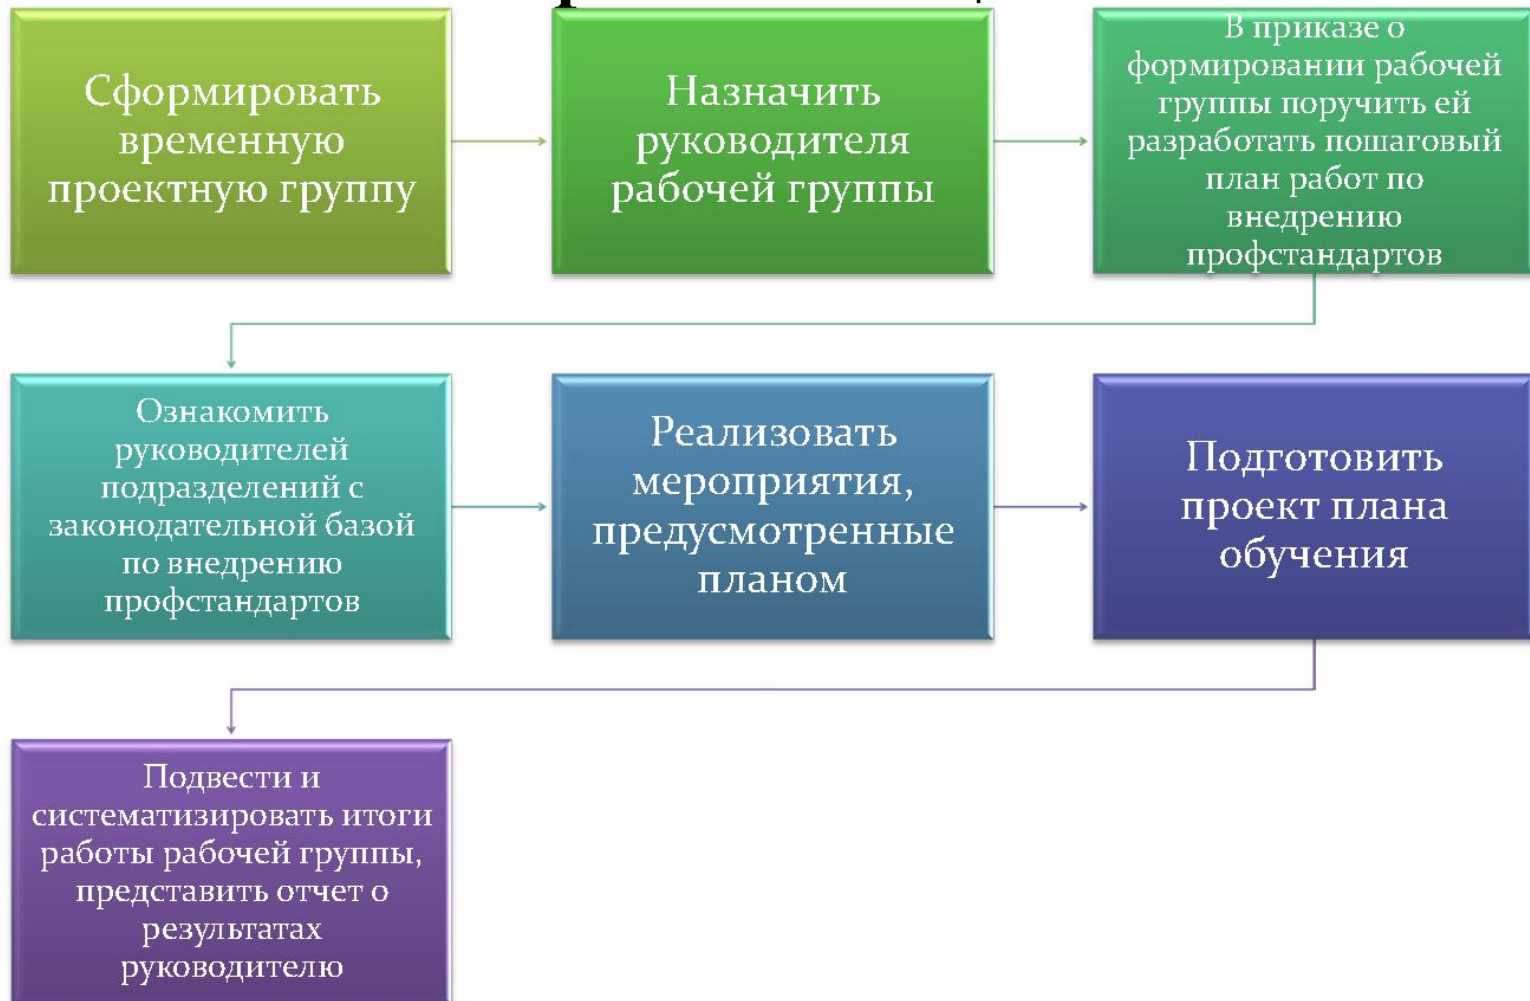 Сформировать
временную
проектную группу
Назначить
руководителя
рабочей группы
В приказе о
формировании рабочей
группы поручить ей
разработать пошаговый
план работ по
внедрению
профстандартов
Ознакомить
руководителей
подразделений с
законодательной базой
по внедрению
профстандартов
Реализовать
мероприятия,
предусмотренные
планом
Подготовить
проект плана
обучения
Подвести и
систематизировать итоги
работы рабочей группы,
представить отчет о
результатах
руководителю